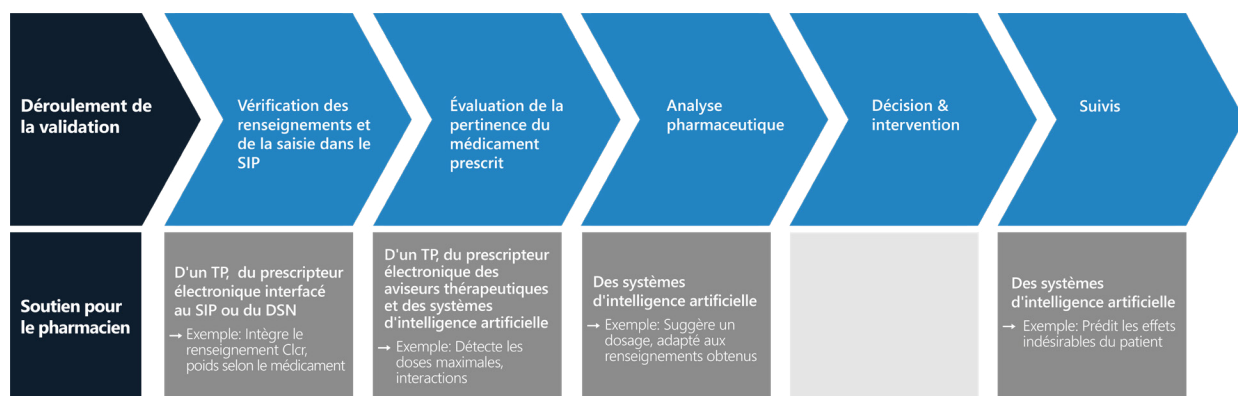 Déroulement de
la validation
Vérification des
renseignements et
de la saisie dans le
SIP
Évaluation de la
pertinence du
médicament
prescrit
Analyse
pharmaceutique
Décision &
intervention
Suivis
Soutien pour
le pharmacien
D'un TP, du prescripteur
électronique interfacé
au SIP ou du DSN
→ Exemple: Intègre le
renseignement Clcr,
poids selon le médicament
D'un TP, du prescripteur
électronique des
aviseurs thérapeutiques
et des systèmes
d'intelligence artificielle
→ Exemple: Détecte les
doses maximales,
interactions
Des systèmes
d'intelligence artificielle
→ Exemple: Suggère un
dosage, adapté aux
renseignements obtenus
Des systèmes
d'intelligence artificielle
→ Exemple: Prédit les effets
indésirables du patient